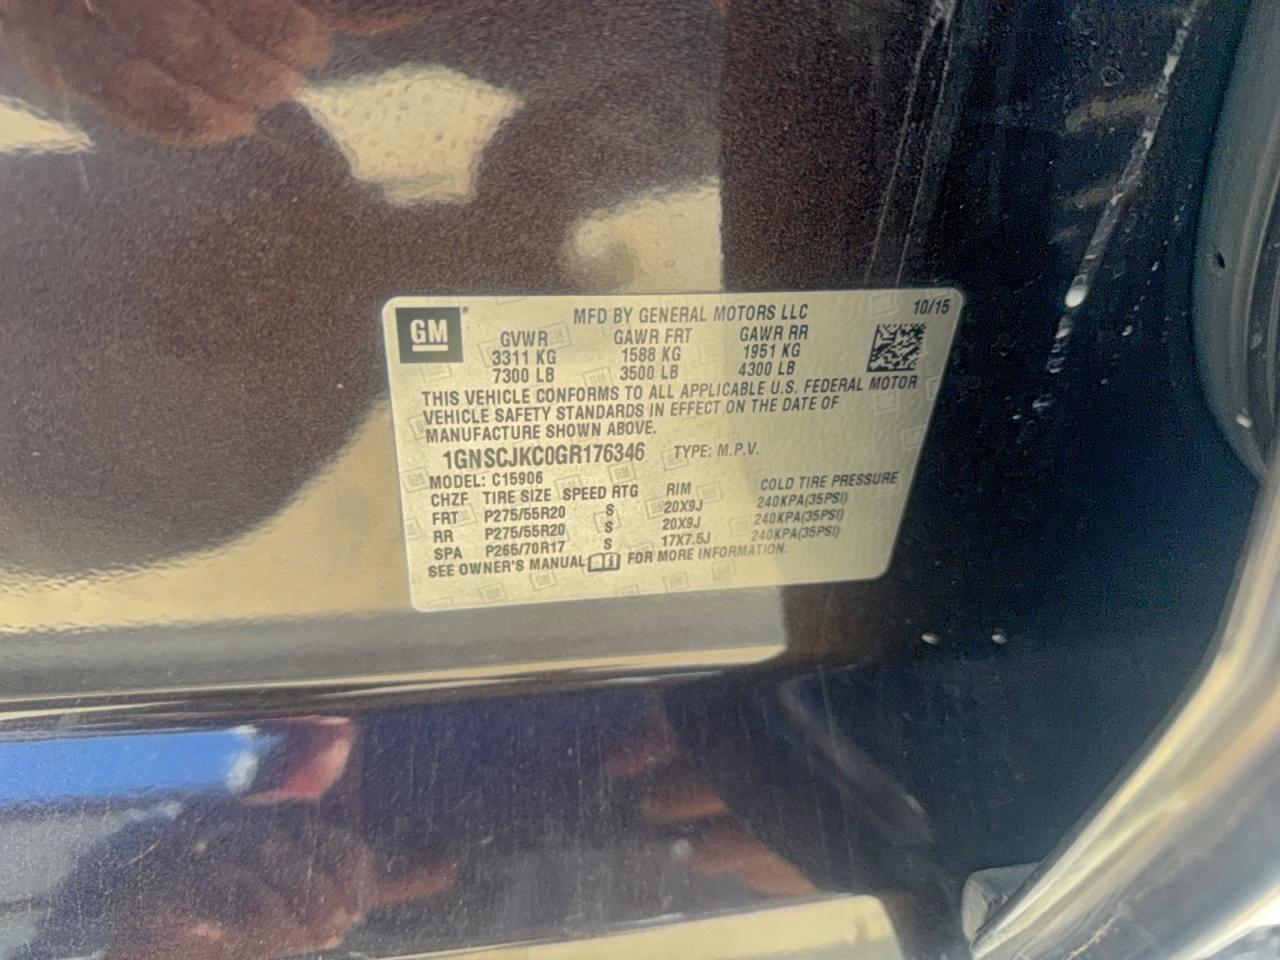 GM
MFD BY GENERAL MOTORS LLC 10/15
GVWR GAWR FRT GAWR RR
3311 KG 1588 KG 1951 KG
7300 LB 3500 LB 4300 LB
THIS VEHICLE CONFORMS TO ALL APPLICABLE U.S. FEDERAL MOTOR
VEHICLE SAFETY STANDARDS IN EFFECT ON THE DATE OF
MANUFACTURE SHOWN ABOVE.
1GNSCJKC0GR176346 TYPE: M.P.V.
MODEL: C15906
CHZF TIRE SIZE SPEED RTG RIM COLD TIRE PRESSURE
FRT P275/55R20 S 20X9J 240KPA(35PSI)
RR P275/55R20 S 20X9J 240KPA(35PSI)
SPA P265/70R17 S 17X7.5J 240KPA(35PSI)
SEE OWNER'S MANUAL FOR MORE INFORMATION.